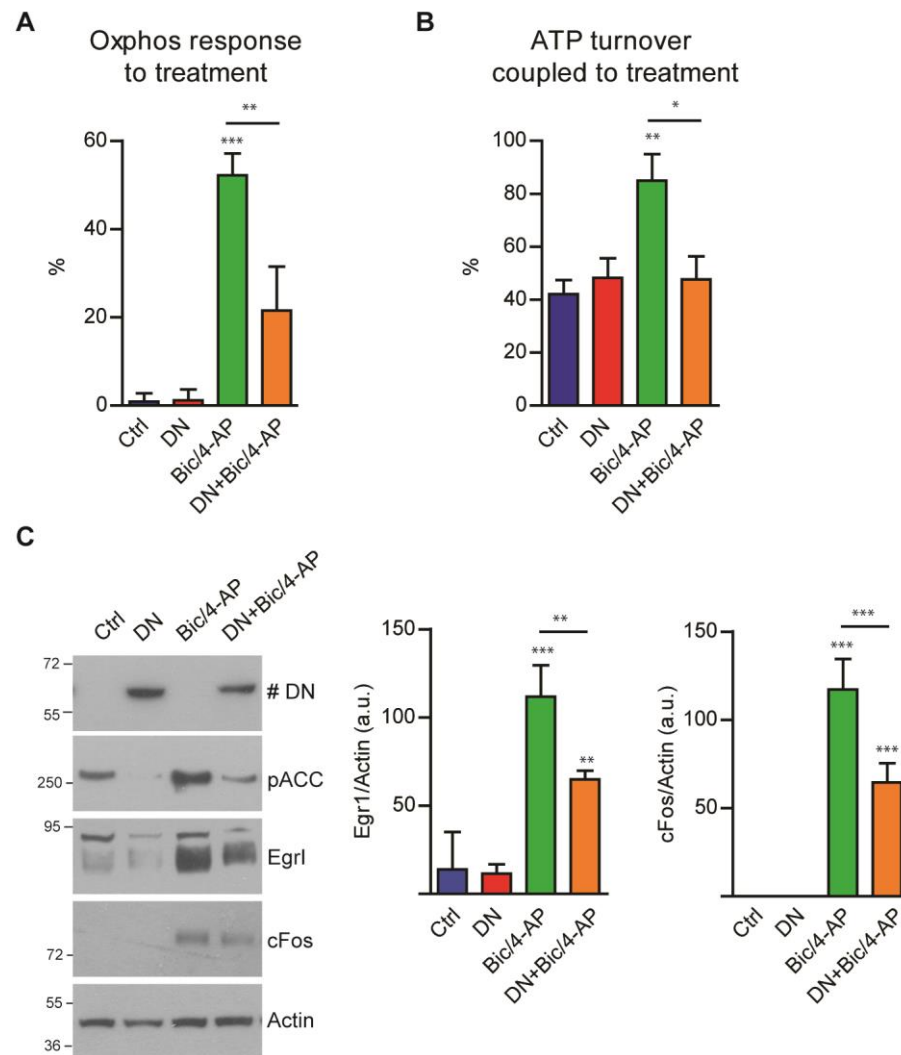 A
Oxphos response
to treatment
**
***
60
40
20
0
%
Ctrl
DN
Bic/4-AP
DN+Bic/4-AP
B
ATP turnover
coupled to treatment
*
**
100
80
60
40
20
0
%
Ctrl
DN
Bic/4-AP
DN+Bic/4-AP
C
Ctrl
DN
Bic/4-AP
DN+Bic/4-AP
72
55
# DN
250
pACC
95
EgrI
72
cFos
55
36
Actin
**
***
**
150
100
50
Egr1/Actin (a.u.)
Ctrl
DN
Bic/4-AP
DN+Bic/4-AP
***
***
***
150
100
50
cFos/Actin (a.u.)
Ctrl
DN
Bic/4-AP
DN+Bic/4-AP